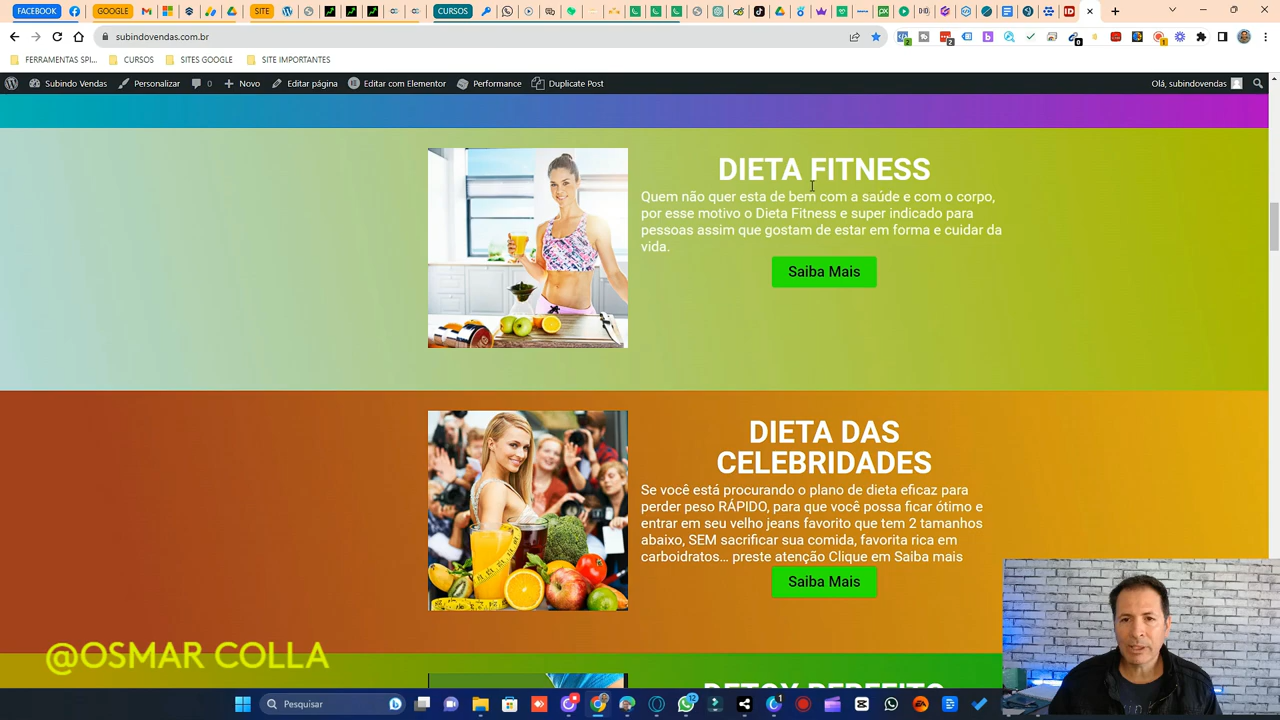 FACEBOOK
GOOGLE
SITE
CURSOS
subindovendas.com.br
FERRAMENTAS SPI...
CURSOS
SITES GOOGLE
SITE IMPORTANTES
Subindo Vendas
Personalizar
0
Novo
Editar página
Editar com Elementor
Performance
Duplicate Post
Olá, subindovendas
DIETA FITNESS
Quem não quer esta de bem com a saúde e com o corpo,
por esse motivo o Dieta Fitness e super indicado para
pessoas assim que gostam de estar em forma e cuidar da
vida.
Saiba Mais
DIETA DAS
CELEBRIDADES
Se você está procurando o plano de dieta eficaz para
perder peso RÁPIDO, para que você possa ficar ótimo e
entrar em seu velho jeans favorito que tem 2 tamanhos
abaixo, SEM sacrificar sua comida, favorita rica em
carboidratos... preste atenção Clique em Saiba mais
Saiba Mais
@OSMAR COLLA
DETOX PERFEITO
Pesquisar